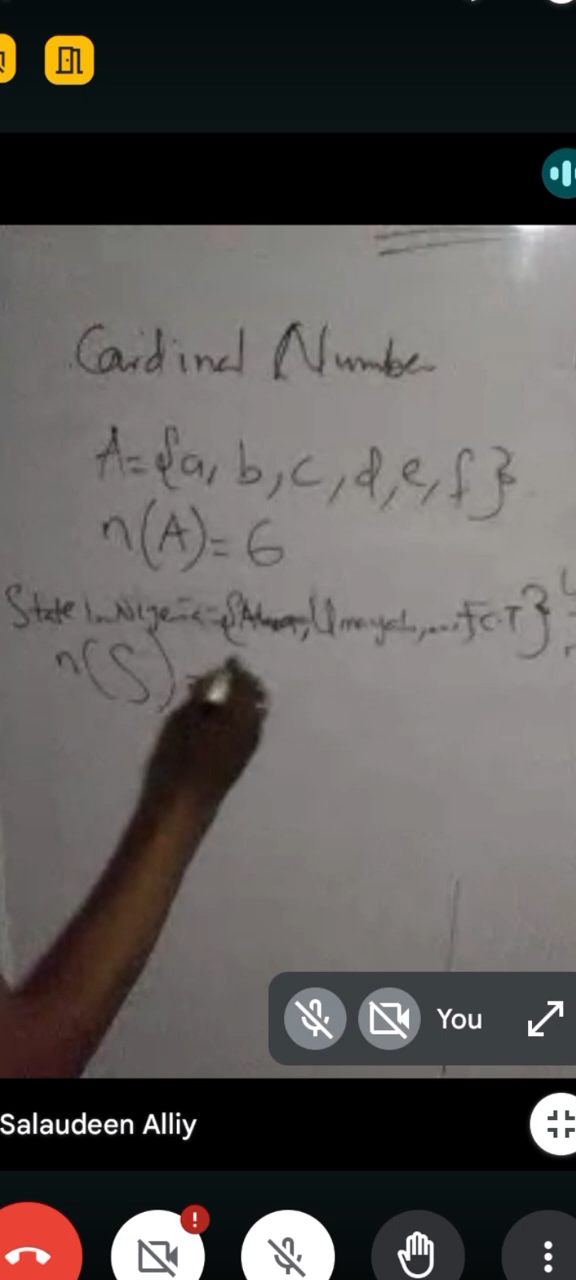 Cardinal Number
A={a, b, c, d, e, f}
n(A)= 6
State in Nigeria={ ... F.C.T}
n(S) =
You
Salaudeen Alliy
!